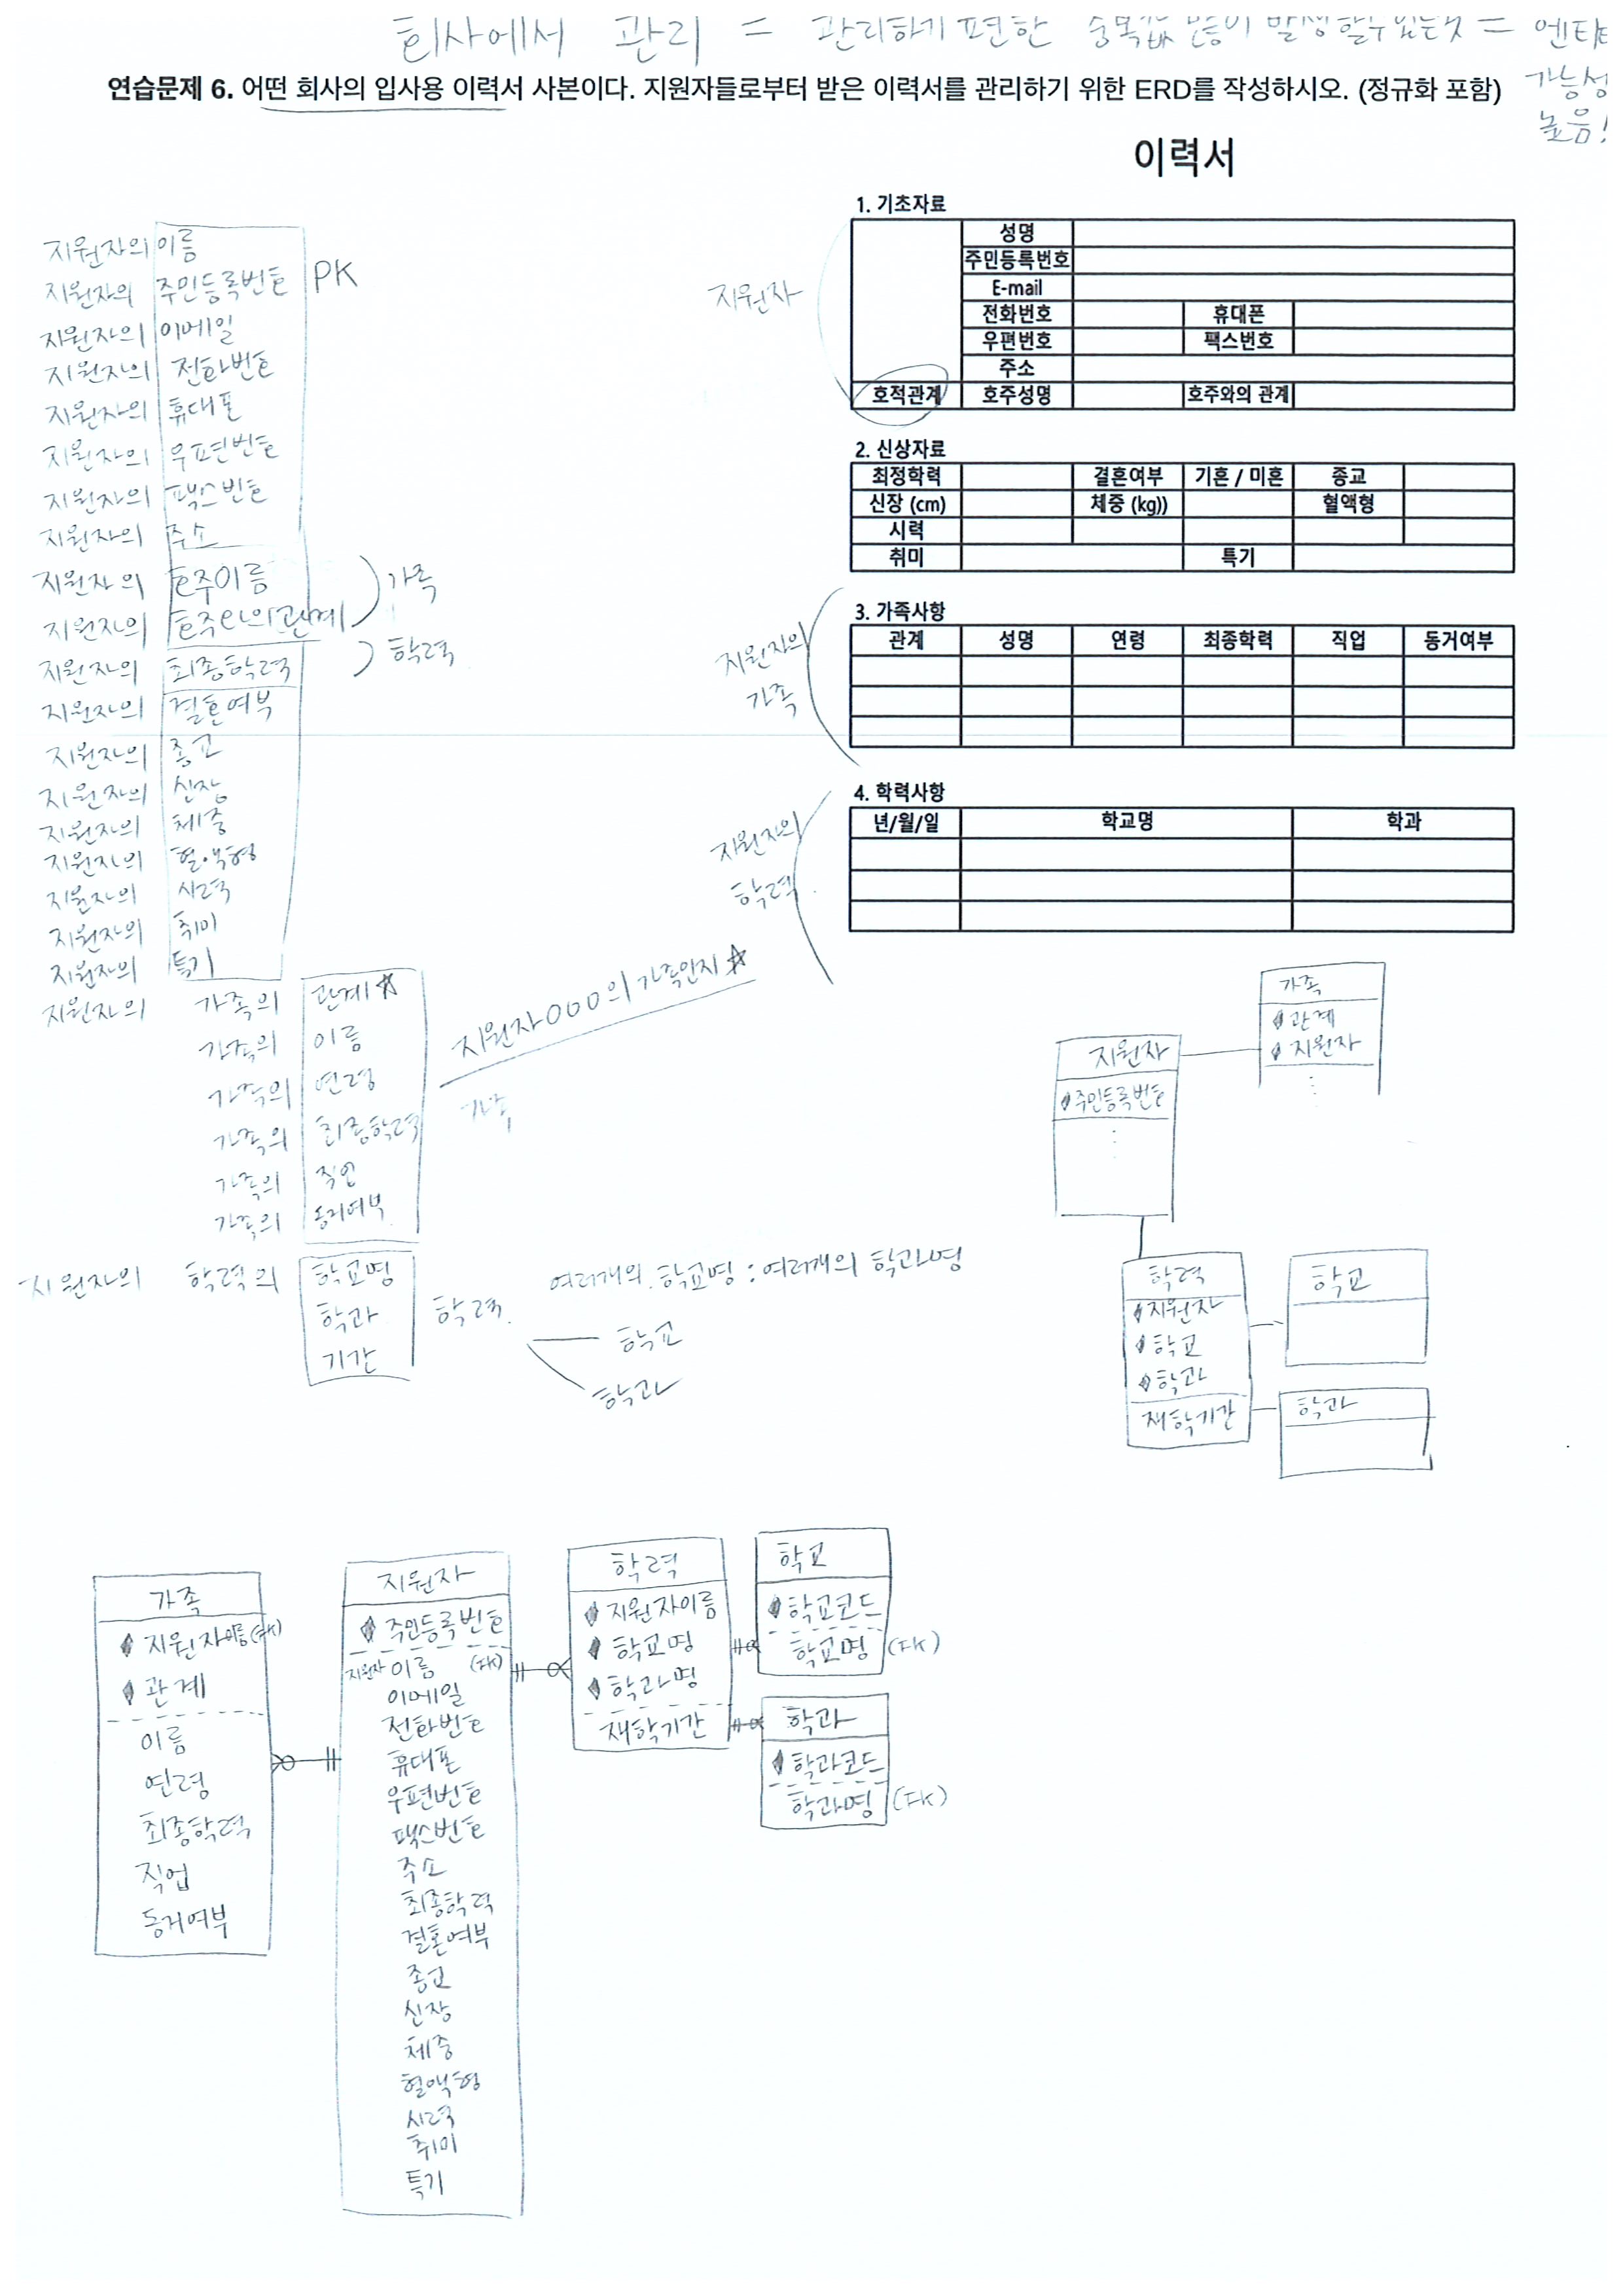 회사에서 관리 = 관리하기 편한 중복값 많이 발생할수있는것 = 엔티티
가능성
높음!
연습문제 6. 어떤 회사의 입사용 이력서 사본이다. 지원자들로부터 받은 이력서를 관리하기 위한 ERD를 작성하시오. (정규화 포함)
이력서
1. 기초자료
성명
주민등록번호
E-mail
전화번호 휴대폰
우편번호 팩스번호
주소
호적관계 호주성명 호주와의 관계
지원자
2. 신상자료
최정학력 결혼여부 기혼 / 미혼 종교
신장 (cm) 체중 (kg)) 혈액형
시력
취미 특기
3. 가족사항
관계 성명 연령 최종학력 직업 동거여부
지원자의
가족
4. 학력사항
년/월/일 학교명 학과
지원자의
학력
지원자의 이름
지원자의 주민등록번호 PK
지원자의 이메일
지원자의 전화번호
지원자의 휴대폰
지원자의 우편번호
지원자의 팩스번호
지원자의 주소
지원자의 호주이름
지원자의 호주와의관계
가족
지원자의 최종학력
학력
지원자의 결혼여부
지원자의 종교
지원자의 신장
지원자의 체중
지원자의 혈액형
지원자의 시력
지원자의 취미
지원자의 특기
지원자의 가족의 관계☆
가족의 이름
가족의 연령
가족의 최종학력
가족의 직업
가족의 동거여부
지원자000의 가족인지☆
가족
지원자의 학력의 학교명
학과
기간
학력
여러개의 학교명 : 여러개의 학과명
학교
학과
가족
관계
지원자
지원자
주민등록번호
학력
지원자
학교
학과
재학기간
학교
학과
가족
지원자이름(FK)
관계
이름
연령
최종학력
직업
동거여부
지원자
주민등록번호
지원자이름 (FK)
이메일
전화번호
휴대폰
우편번호
팩스번호
주소
최종학력
결혼여부
종교
신장
체중
혈액형
시력
취미
특기
학력
지원자이름
학교명
학과명
재학기간
학교
학교코드
학교명 (FK)
학과
학과코드
학과명 (FK)